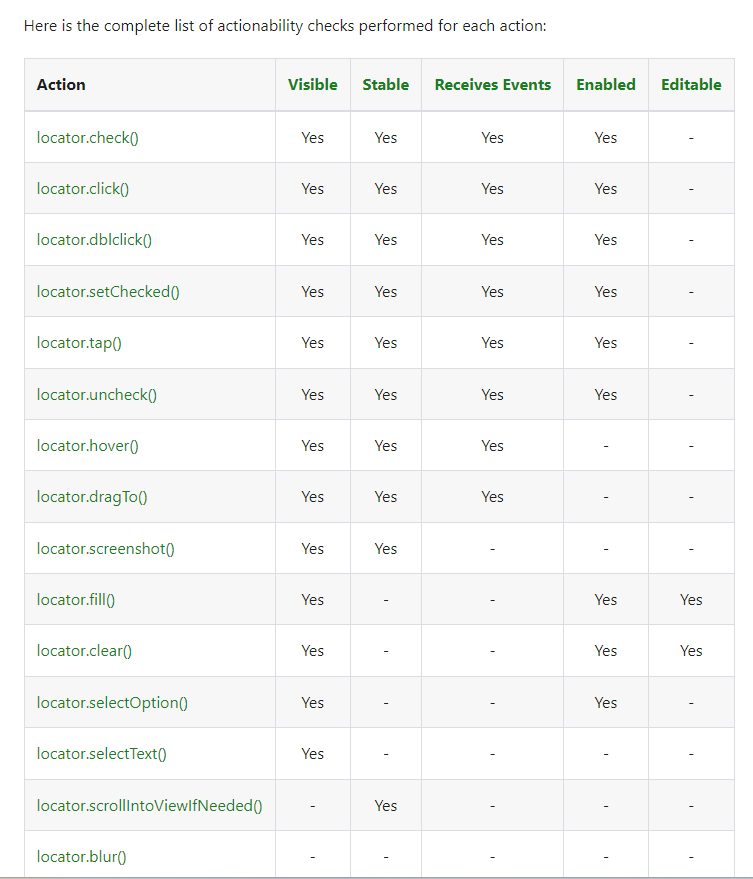 Here is the complete list of actionability checks performed for each action:
Action Visible Stable Receives Events Enabled Editable
locator.check() Yes Yes Yes Yes -
locator.click() Yes Yes Yes Yes -
locator.dblclick() Yes Yes Yes Yes -
locator.setChecked() Yes Yes Yes Yes -
locator.tap() Yes Yes Yes Yes -
locator.uncheck() Yes Yes Yes Yes -
locator.hover() Yes Yes Yes - -
locator.dragTo() Yes Yes Yes - -
locator.screenshot() Yes Yes - - -
locator.fill() Yes - - Yes Yes
locator.clear() Yes - - Yes Yes
locator.selectOption() Yes - - Yes -
locator.selectText() Yes - - - -
locator.scrollIntoViewIfNeeded() - Yes - - -
locator.blur() - - - - -